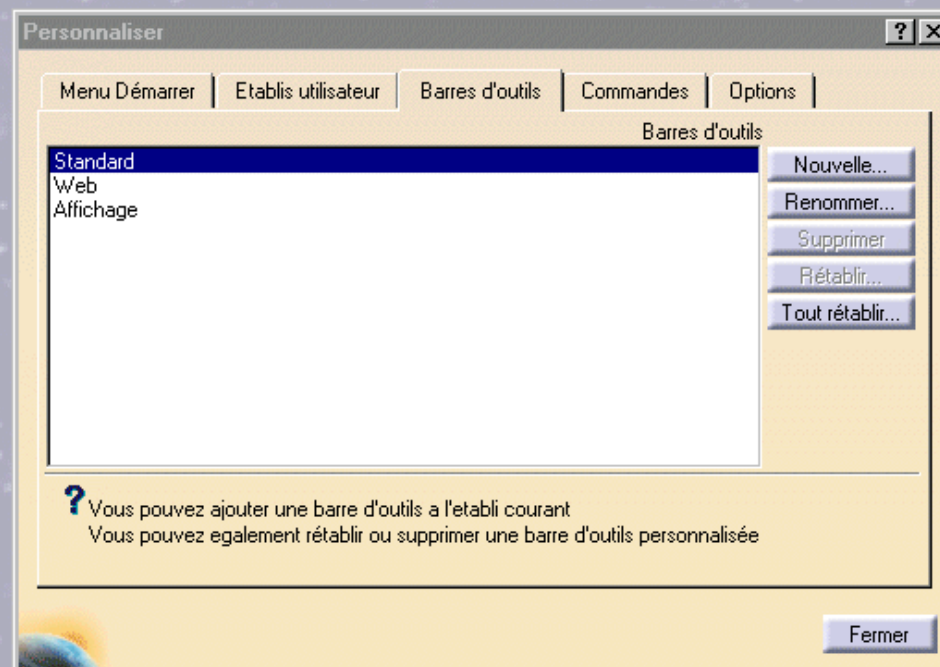 Personnaliser
Menu Démarrer
Etablis utilisateur
Barres d'outils
Commandes
Options
Barres d'outils
Standard
Web
Affichage
Nouvelle...
Renommer...
Supprimer
Rétablir...
Tout rétablir...
? Vous pouvez ajouter une barre d'outils a l'etabli courant
Vous pouvez egalement rétablir ou supprimer une barre d'outils personnalisée
Fermer